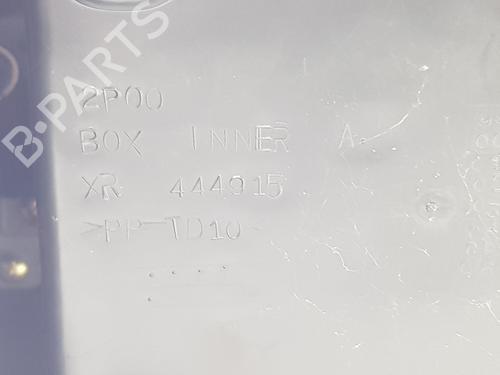 B-PARTS
2P00
BOX INNER A
XR 444915
>PP-TD10